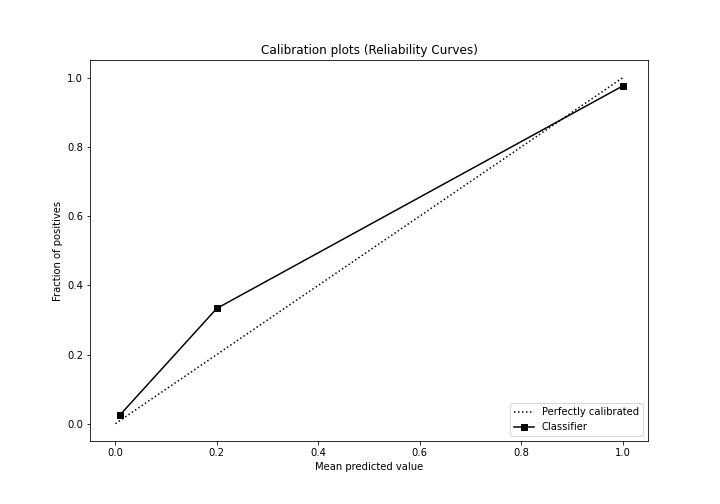 Calibration plots (Reliability Curves)
1.0
0.8
0.6
0.4
0.2
0.0
Fraction of positives
0.0 0.2 0.4 0.6 0.8 1.0
Mean predicted value
Perfectly calibrated
Classifier